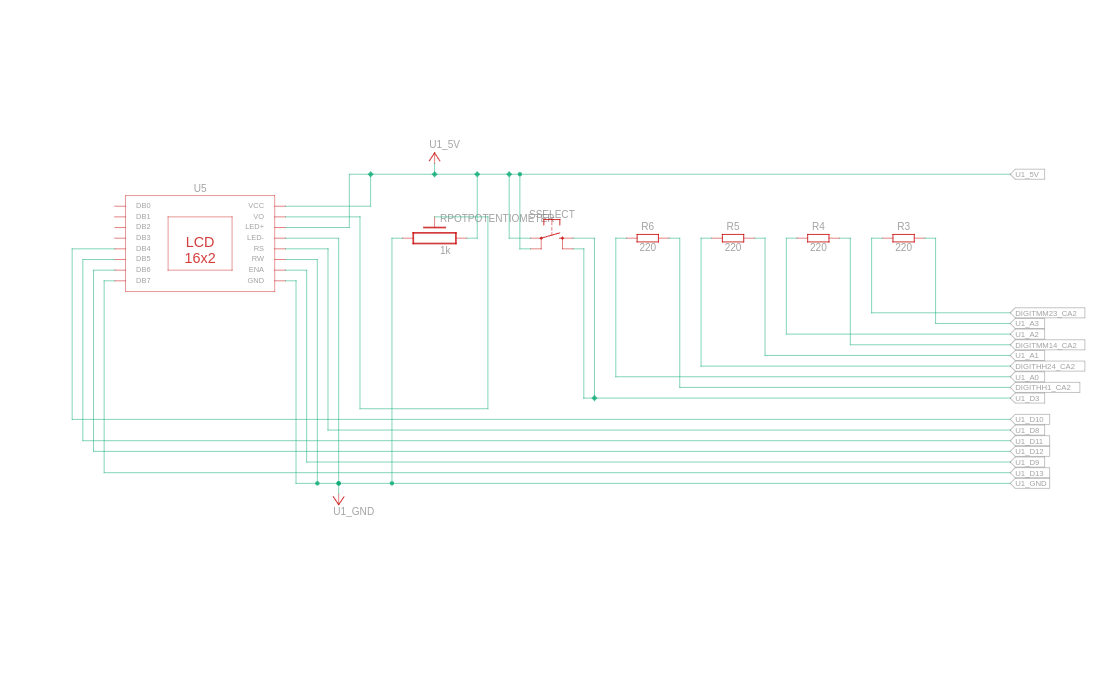 U1_5V
U1_5V
U5
DB0 VCC
DB1 VO
DB2 LED+
DB3 LED-
DB4 RS
DB5 RW
DB6 ENA
DB7 GND
LCD
16x2
RPOTPOTENTIOMETER
1k
SSELECT
R6
220
R5
220
R4
220
R3
220
DIGITMM23_CA2
U1_A3
U1_A2
DIGITMM14_CA2
U1_A1
DIGITHH24_CA2
U1_A0
DIGITHH1_CA2
U1_D3
U1_D10
U1_D8
U1_D11
U1_D12
U1_D9
U1_D13
U1_GND
U1_GND